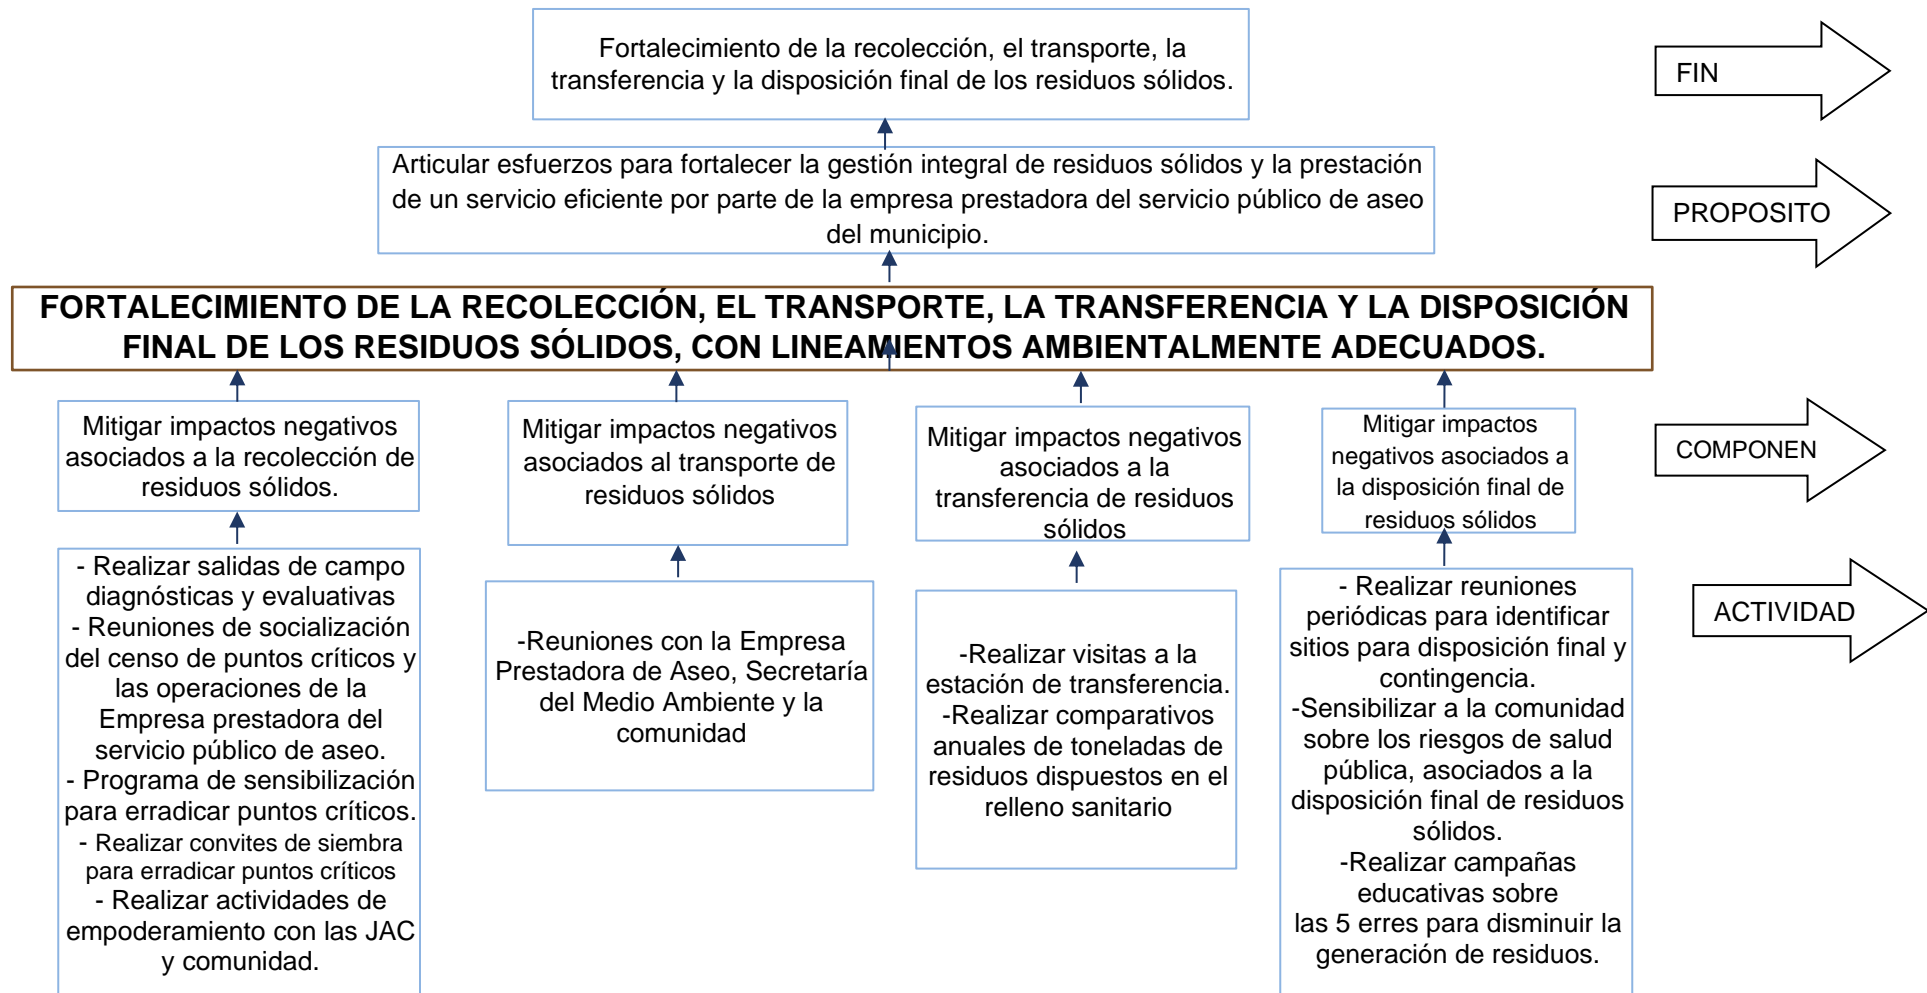 Fortalecimiento de la recolección, el transporte, la
transferencia y la disposición final de los residuos sólidos.
FIN
Articular esfuerzos para fortalecer la gestión integral de residuos sólidos y la prestación
de un servicio eficiente por parte de la empresa prestadora del servicio público de aseo
del municipio.
PROPOSITO
FORTALECIMIENTO DE LA RECOLECCIÓN, EL TRANSPORTE, LA TRANSFERENCIA Y LA DISPOSICIÓN
FINAL DE LOS RESIDUOS SÓLIDOS, CON LINEAMIENTOS AMBIENTALMENTE ADECUADOS.
Mitigar impactos negativos
asociados a la recolección de
residuos sólidos.
Mitigar impactos negativos
asociados al transporte de
residuos sólidos
Mitigar impactos negativos
asociados a la
transferencia de residuos
sólidos
Mitigar impactos
negativos asociados a
la disposición final de
residuos sólidos
COMPONEN
- Realizar salidas de campo
diagnósticas y evaluativas
- Reuniones de socialización
del censo de puntos críticos y
las operaciones de la
Empresa prestadora del
servicio público de aseo.
- Programa de sensibilización
para erradicar puntos críticos.
- Realizar convites de siembra
para erradicar puntos críticos
- Realizar actividades de
empoderamiento con las JAC
y comunidad.
-Reuniones con la Empresa
Prestadora de Aseo, Secretaría
del Medio Ambiente y la
comunidad
-Realizar visitas a la
estación de transferencia.
-Realizar comparativos
anuales de toneladas de
residuos dispuestos en el
relleno sanitario
- Realizar reuniones
periódicas para identificar
sitios para disposición final y
contingencia.
-Sensibilizar a la comunidad
sobre los riesgos de salud
pública, asociados a la
disposición final de residuos
sólidos.
-Realizar campañas
educativas sobre
las 5 erres para disminuir la
generación de residuos.
ACTIVIDAD